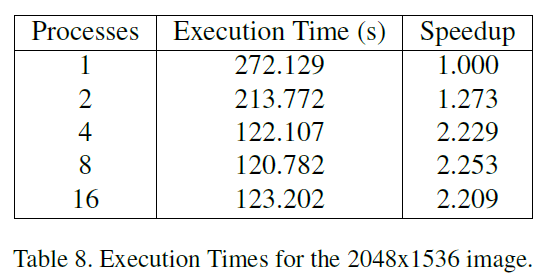 Processes Execution Time (s) Speedup
1 272.129 1.000
2 213.772 1.273
4 122.107 2.229
8 120.782 2.253
16 123.202 2.209
Table 8. Execution Times for the 2048x1536 image.